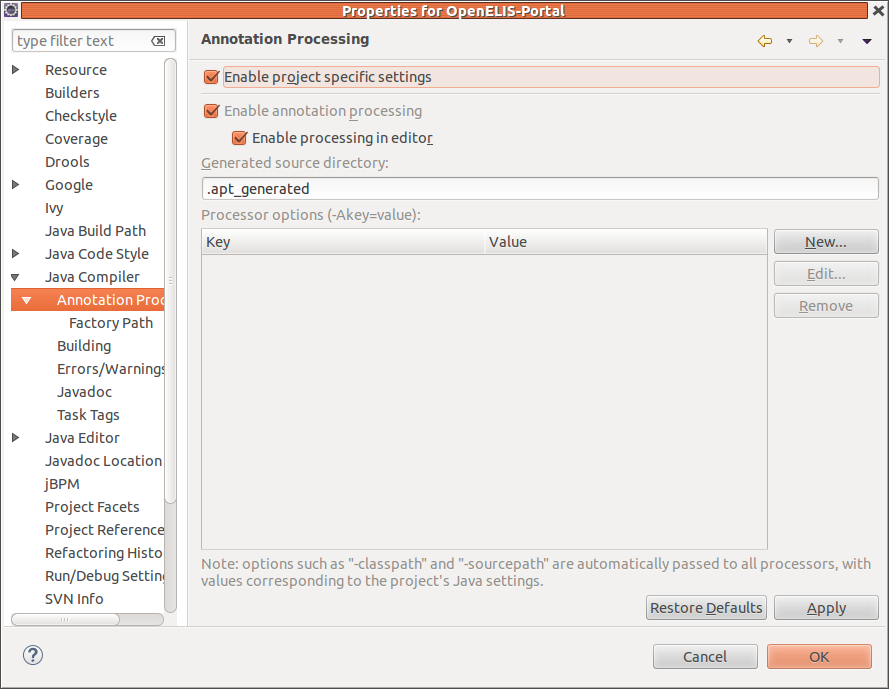 Properties for OpenELIS-Portal
type filter text
Resource
Builders
Checkstyle
Coverage
Drools
Google
Ivy
Java Build Path
Java Code Style
Java Compiler
Annotation Proc
Factory Path
Building
Errors/Warnings
Javadoc
Task Tags
Java Editor
Javadoc Location
jBPM
Project Facets
Project Reference
Refactoring Histo
Run/Debug Settin
SVN Info
Annotation Processing
Enable project specific settings
Enable annotation processing
Enable processing in editor
Generated source directory:
.apt_generated
Processor options (-Akey=value):
Key Value
New...
Edit...
Remove
Note: options such as "-classpath" and "-sourcepath" are automatically passed to all processors, with
values corresponding to the project's Java settings.
Restore Defaults Apply
? Cancel OK